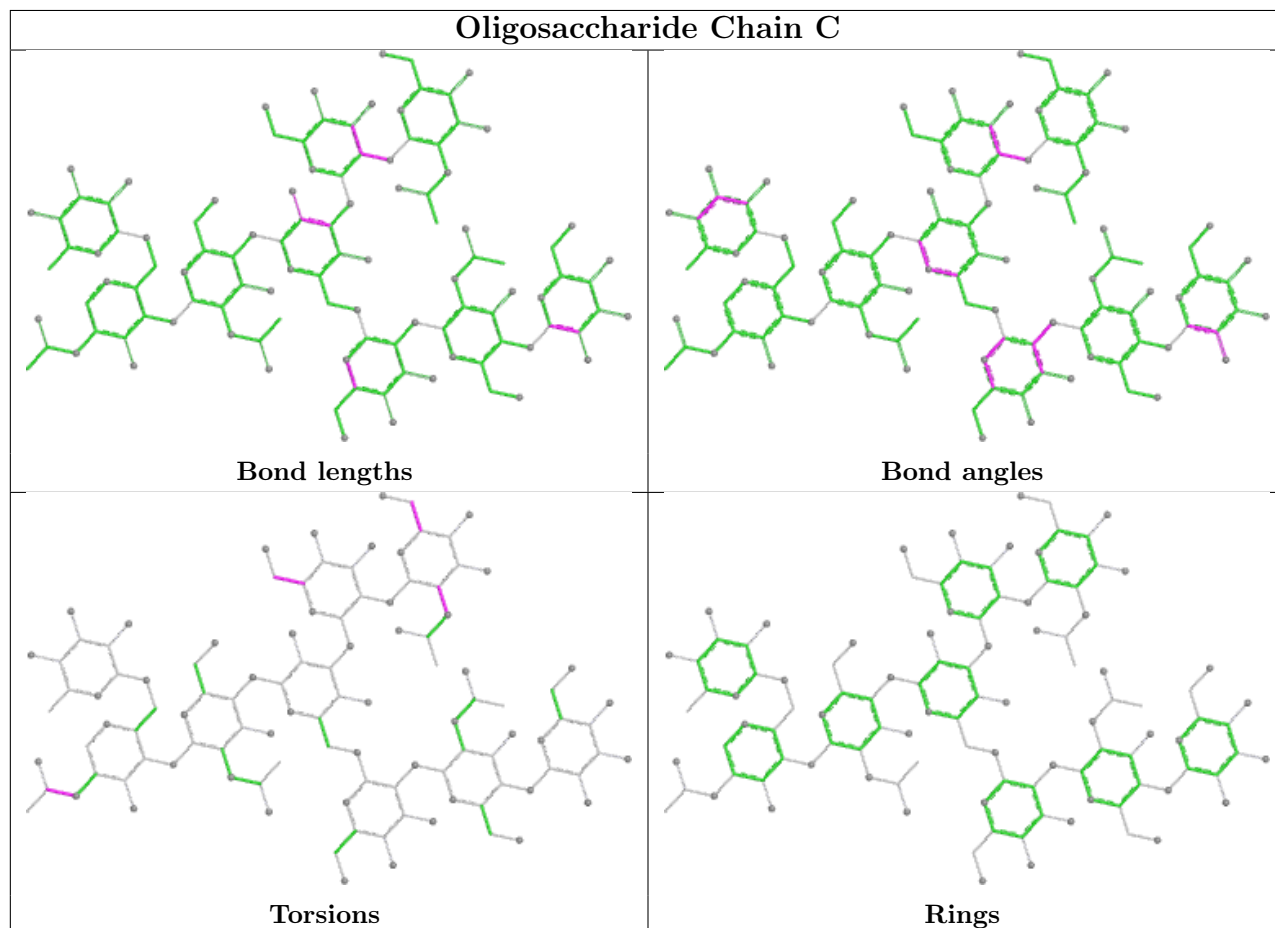 Oligosaccharide Chain C
Bond lengths
Bond angles
Torsions
Rings